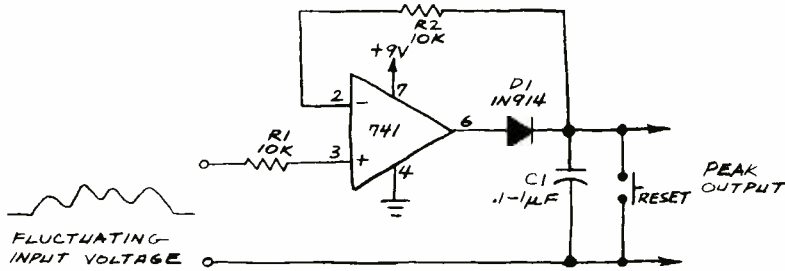 R2
10K
+9V
7
2
-
741
6
D1
1N914
R1
10K
3
+
4
C1
.1-1µF
RESET
PEAK
OUTPUT
FLUCTUATING
INPUT VOLTAGE